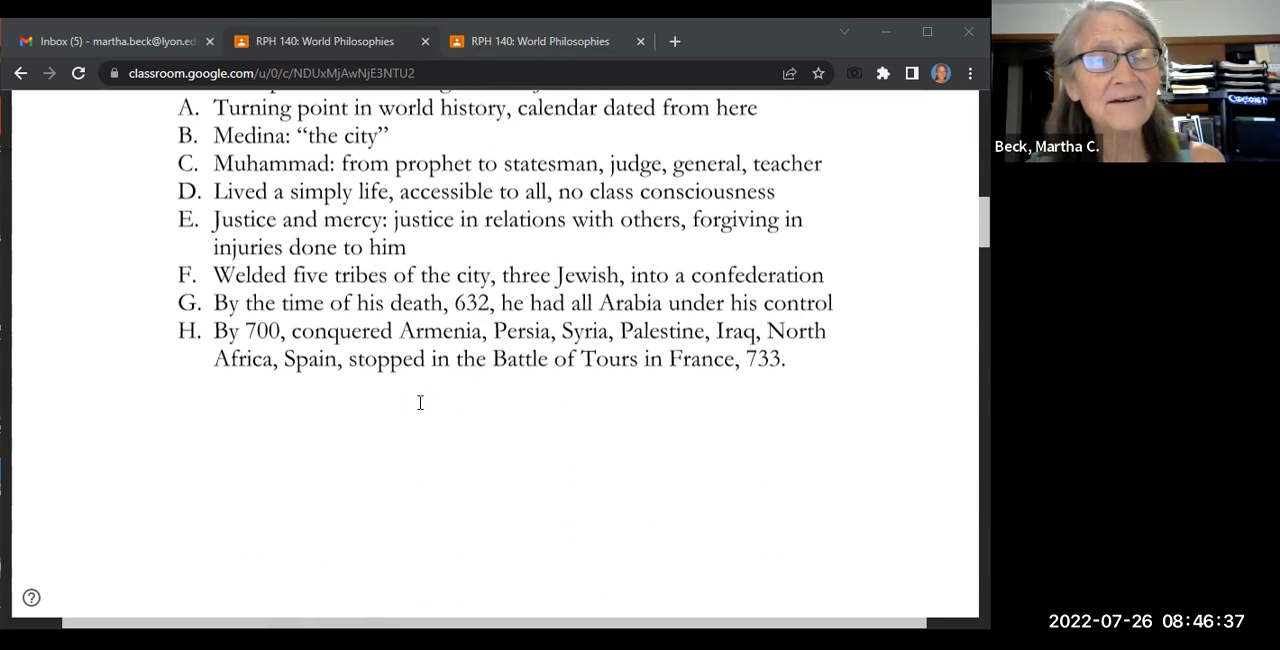 Inbox (5) - martha.beck@lyon.ed
RPH 140: World Philosophies
RPH 140: World Philosophies
classroom.google.com/u/0/c/NDUxMjAwNjE3NTU2
A. Turning point in world history, calendar dated from here
B. Medina: “the city”
C. Muhammad: from prophet to statesman, judge, general, teacher
D. Lived a simply life, accessible to all, no class consciousness
E. Justice and mercy: justice in relations with others, forgiving in
injuries done to him
F. Welded five tribes of the city, three Jewish, into a confederation
G. By the time of his death, 632, he had all Arabia under his control
H. By 700, conquered Armenia, Persia, Syria, Palestine, Iraq, North
Africa, Spain, stopped in the Battle of Tours in France, 733.
Beck, Martha C.
2022-07-26 08:46:37